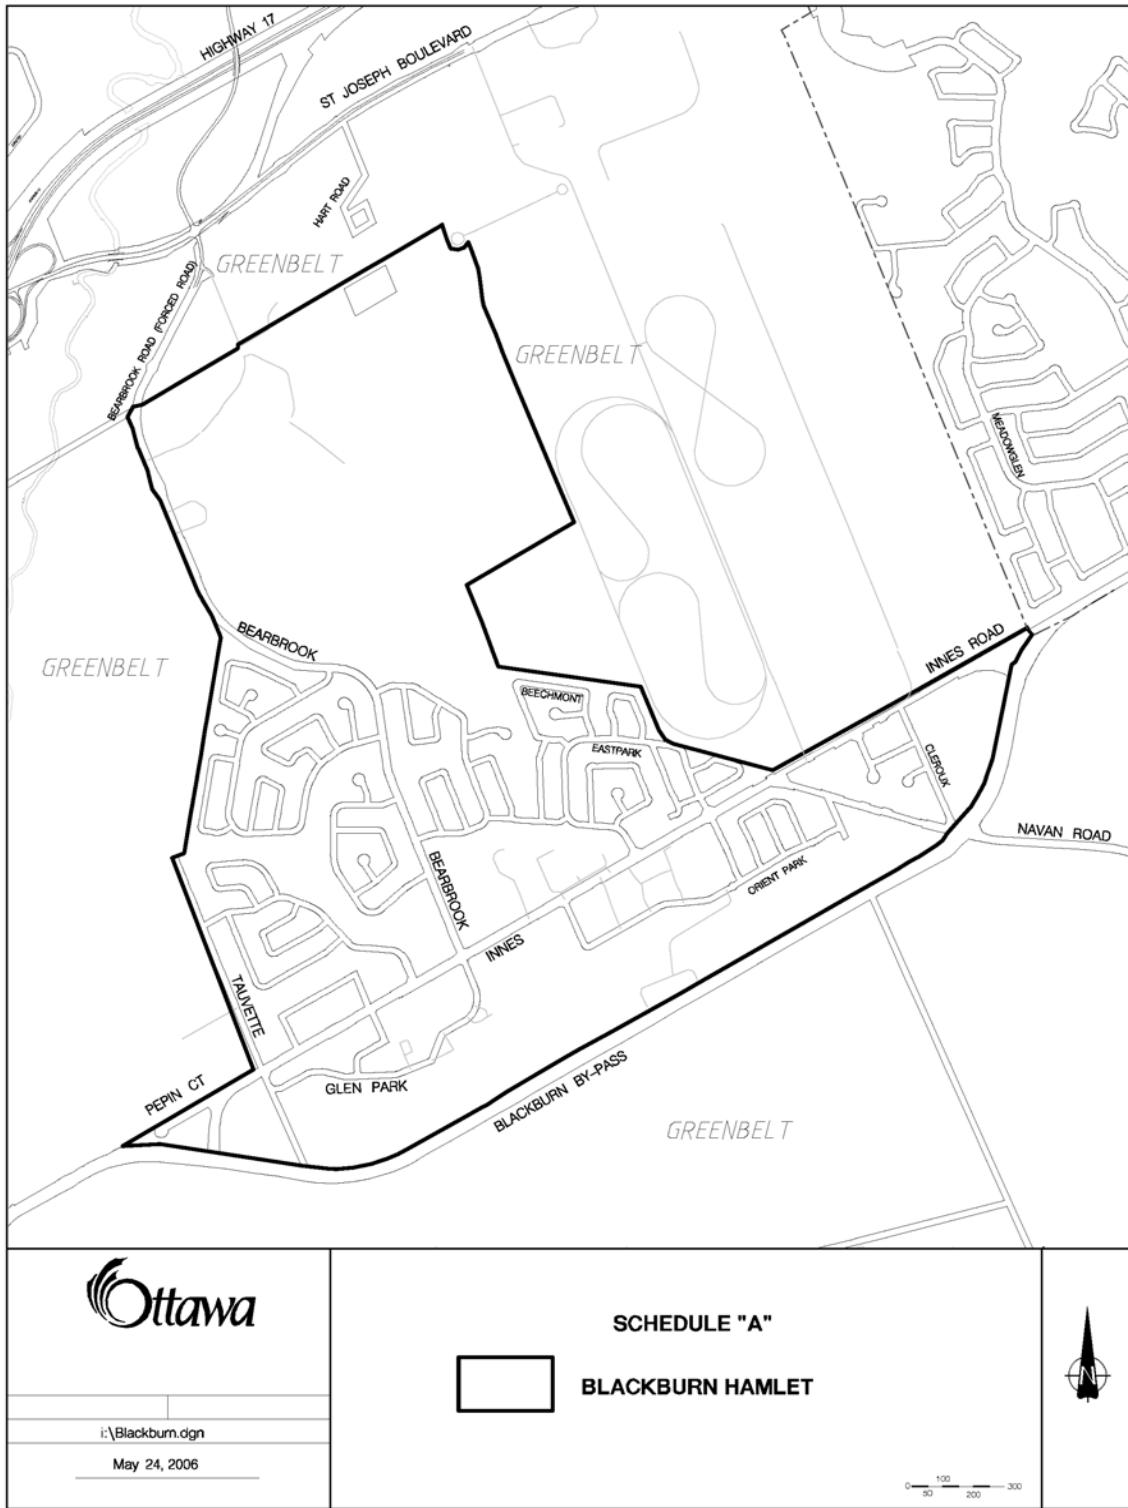 HIGHWAY 17
ST JOSEPH BOULEVARD
HART ROAD
GREENBELT
BEARBROOK ROAD (FORCED ROAD)
GREENBELT
MEADOWGLEN
BEARBROOK
INNES ROAD
GREENBELT
BEECHMONT
EASTPARK
CLEROUX
NAVAN ROAD
BEARBROOK
ORIENT PARK
INNES
TAUVETTE
PEPIN CT
GLEN PARK
BLACKBURN BY-PASS
GREENBELT
Ottawa
SCHEDULE "A"
BLACKBURN HAMLET
N
i:\Blackburn.dgn
May 24, 2006
0 50 100 200 300